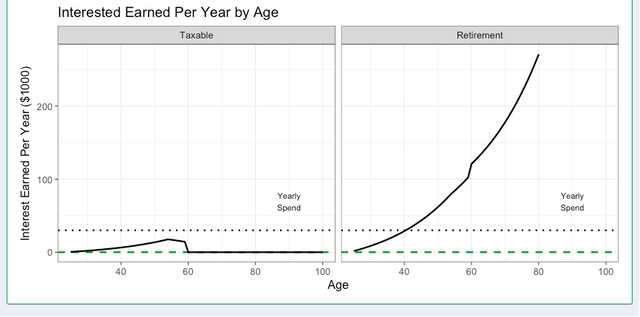 Interested Earned Per Year by Age
Taxable
Retirement
Interest Earned Per Year ($1000)
200
100
0
Yearly
Spend
Yearly
Spend
40
60
80
100
40
60
80
100
Age